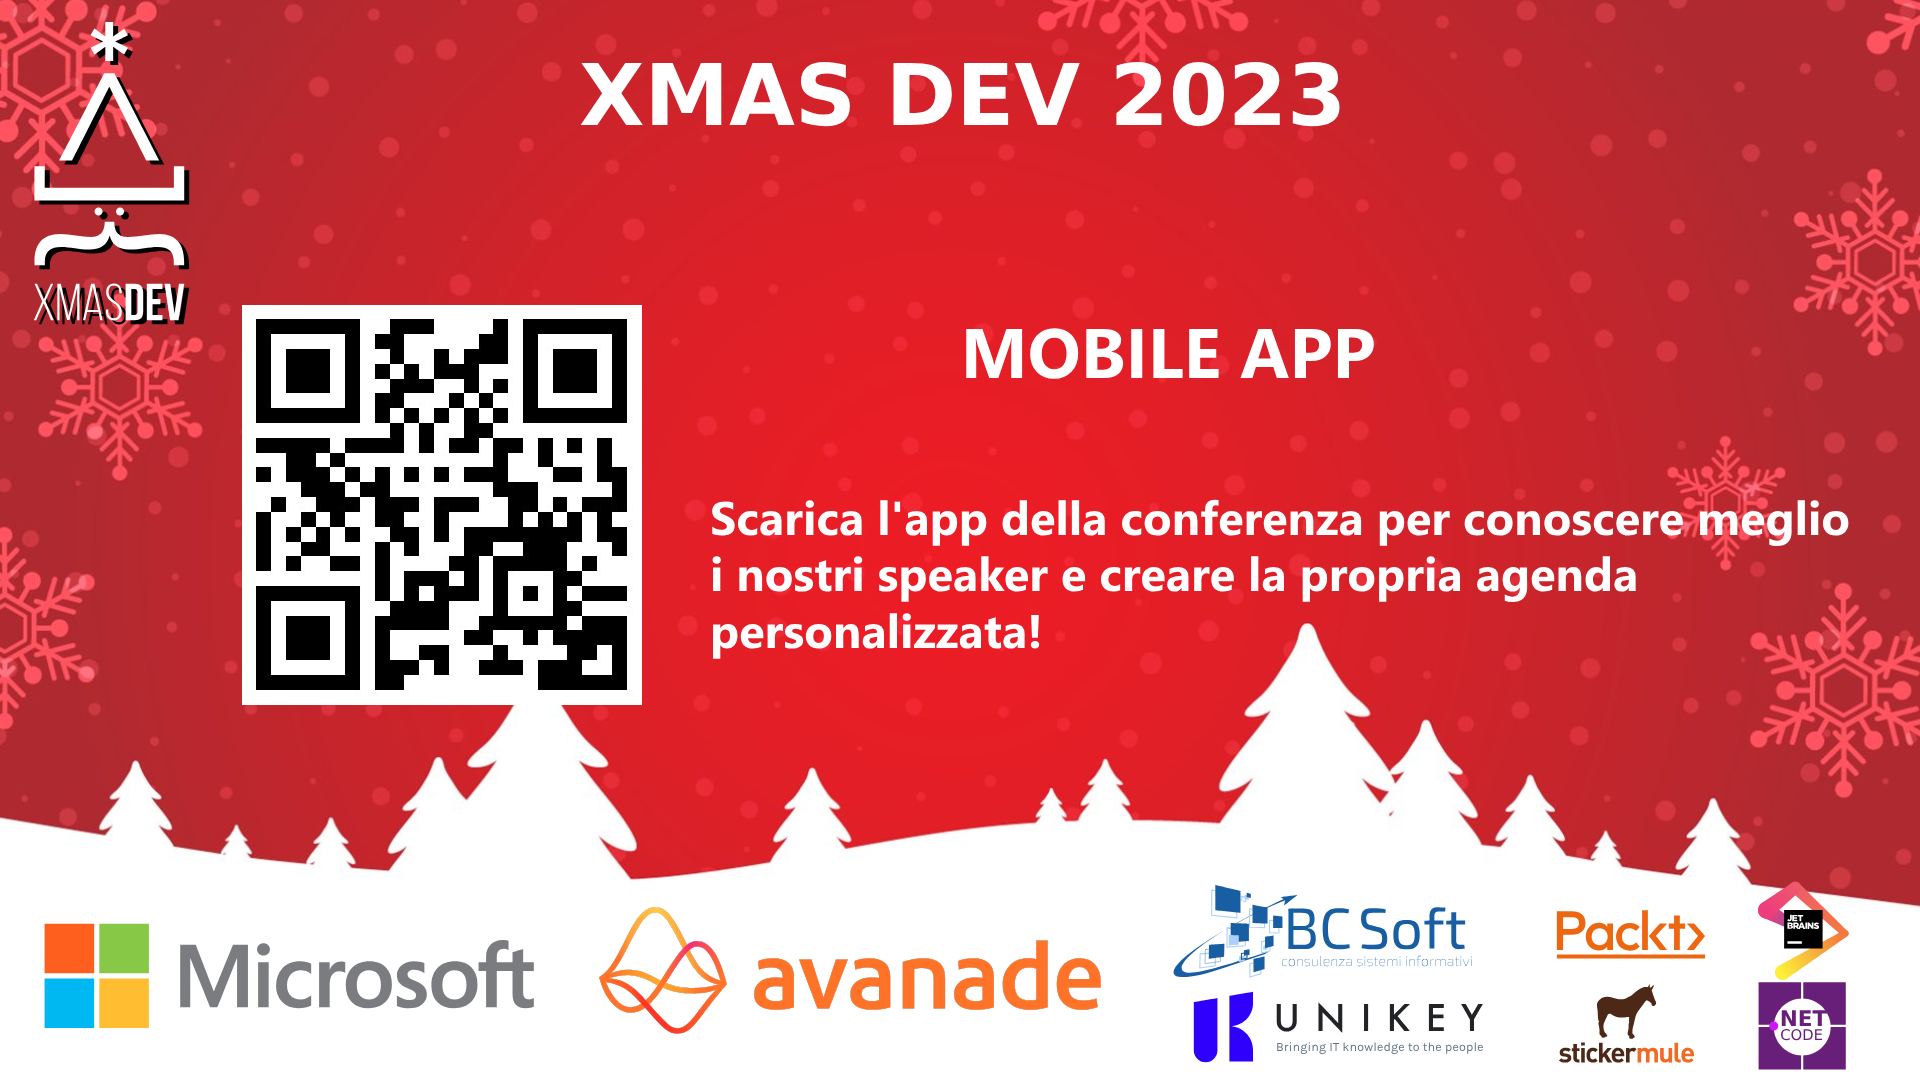 XMAS DEV 2023
XMASDEV
MOBILE APP
Scarica l'app della conferenza per conoscere meglio
i nostri speaker e creare la propria agenda
personalizzata!
Microsoft
avanade
BC Soft
consulenza sistemi informativi
UNIKEY
Bringing IT knowledge to the people
Packt>
stickermule
JET
BRAINS
NET
CODE